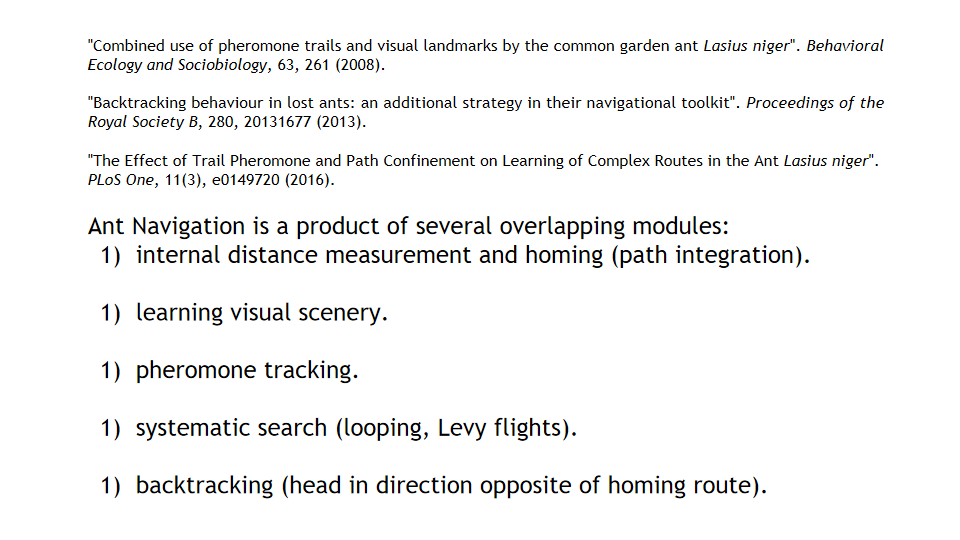 "Combined use of pheromone trails and visual landmarks by the common garden ant Lasius niger". Behavioral
Ecology and Sociobiology, 63, 261 (2008).
"Backtracking behaviour in lost ants: an additional strategy in their navigational toolkit". Proceedings of the
Royal Society B, 280, 20131677 (2013).
"The Effect of Trail Pheromone and Path Confinement on Learning of Complex Routes in the Ant Lasius niger".
PLoS One, 11(3), e0149720 (2016).
Ant Navigation is a product of several overlapping modules:
1) internal distance measurement and homing (path integration).
1) learning visual scenery.
1) pheromone tracking.
1) systematic search (looping, Levy flights).
1) backtracking (head in direction opposite of homing route).